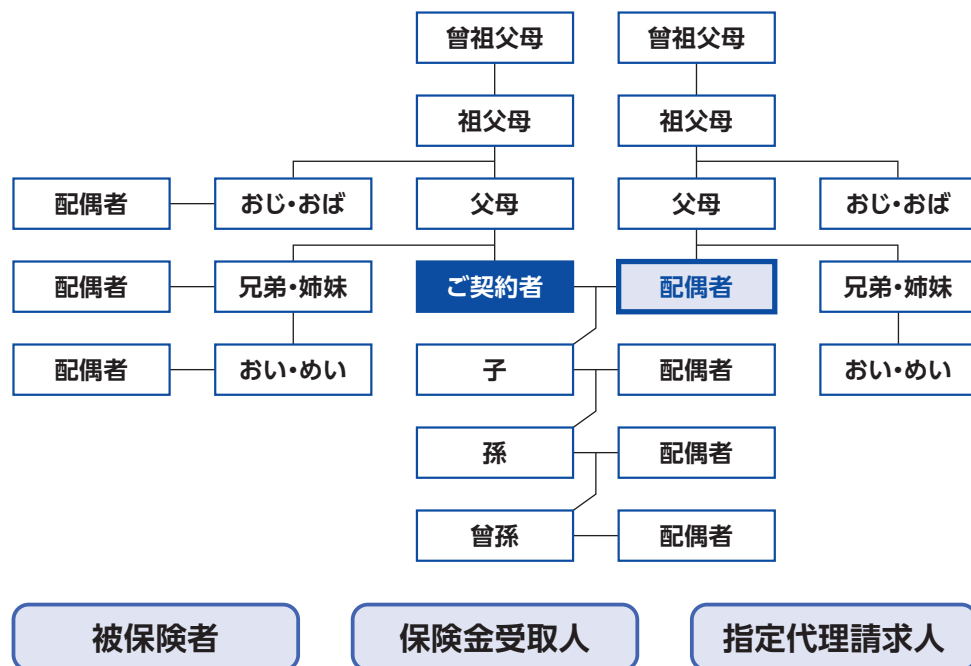 曾祖父母 曾祖父母
祖父母 祖父母
配偶者 おじ・おば 父母 父母 おじ・おば
配偶者 兄弟・姉妹 ご契約者 配偶者 兄弟・姉妹
配偶者 おい・めい 子 配偶者 おい・めい
孫 配偶者
曾孫 配偶者
被保険者 保険金受取人 指定代理請求人